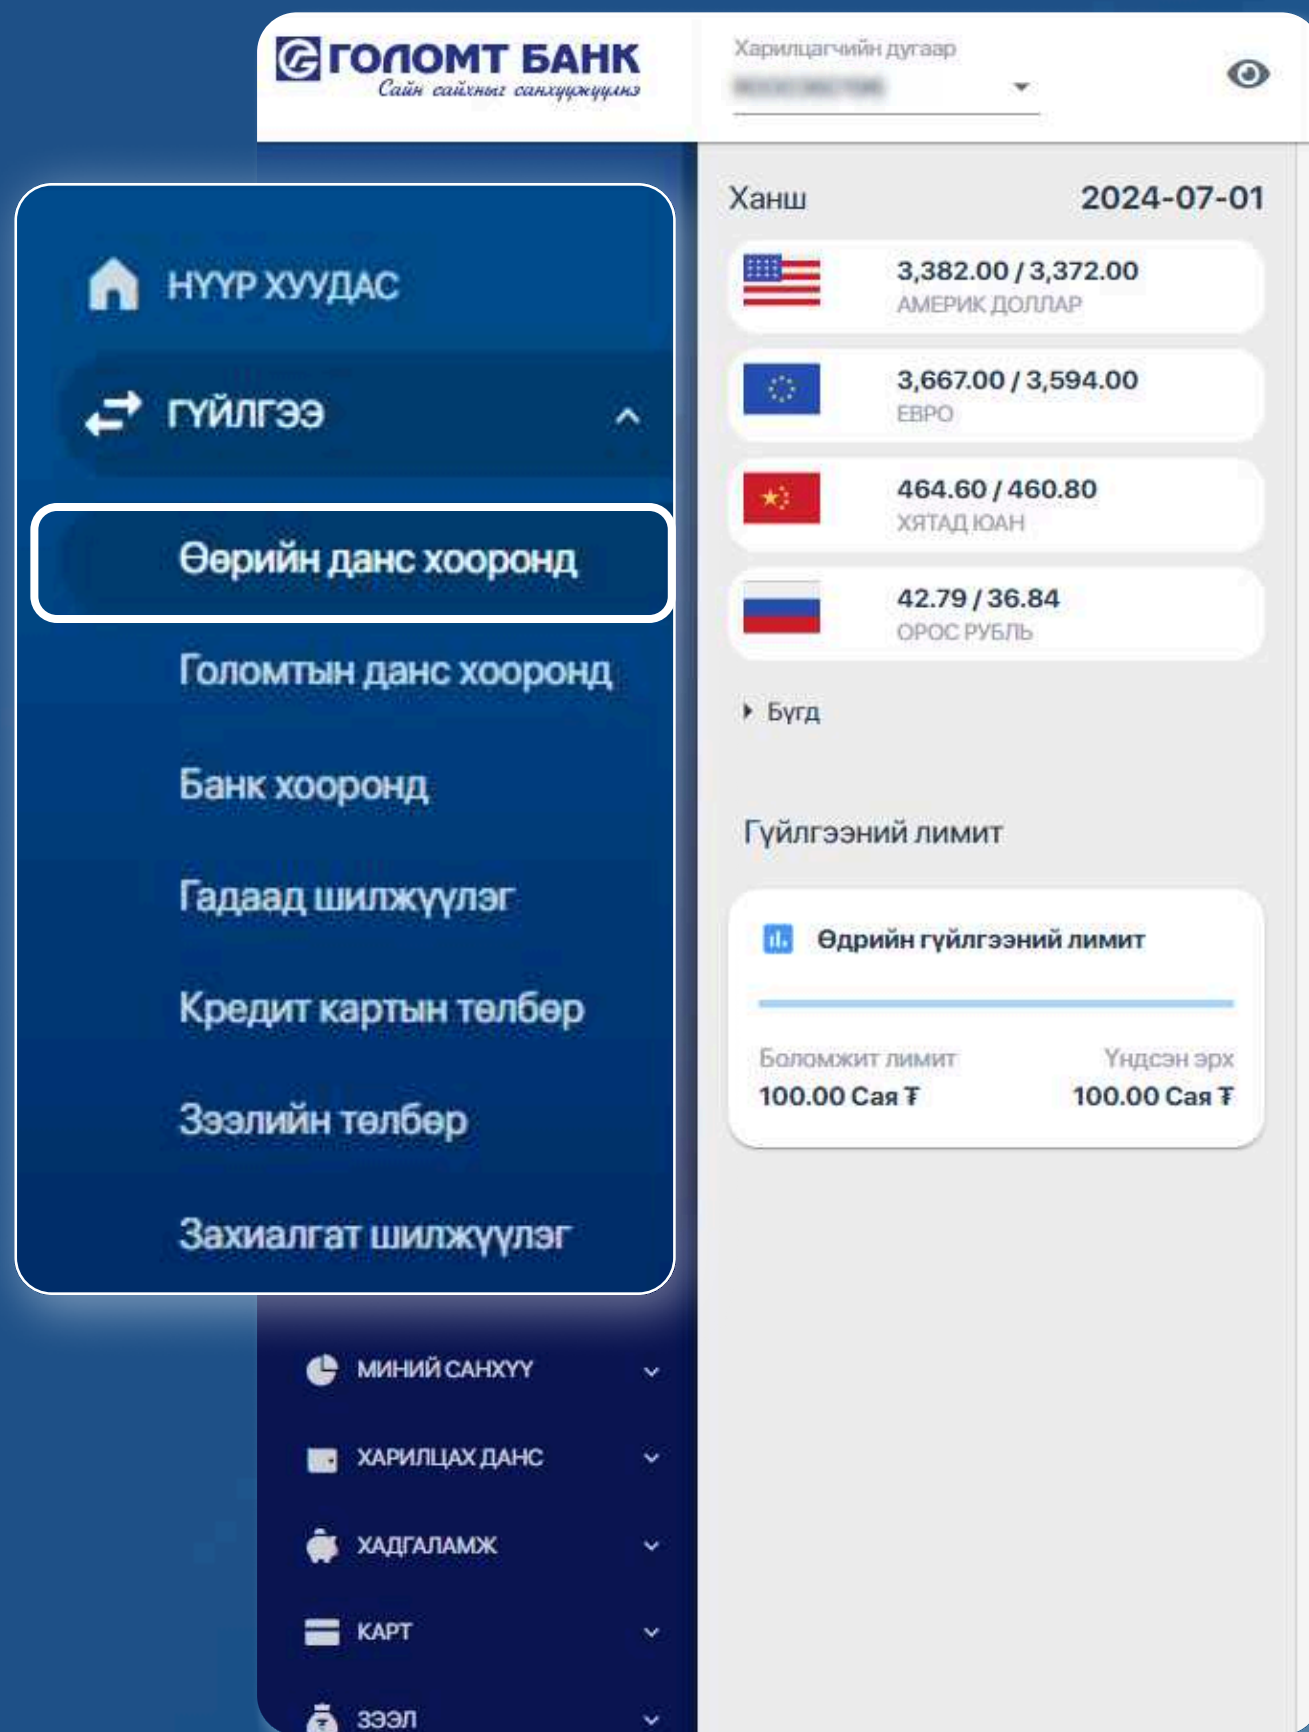 ГОЛОМТ БАНК
Сайн сайхныг санхүүжүүлнэ
Харилцагчийн дугаар
НҮҮР ХУУДАС
ГҮЙЛГЭЭ
Өөрийн данс хооронд
Голомтын данс хооронд
Банк хооронд
Гадаад шилжүүлэг
Кредит картын төлбөр
Зээлийн төлбөр
Захиалгат шилжүүлэг
МИНИЙ САНХҮҮ
ХАРИЛЦАХ ДАНС
ХАДГАЛАМЖ
КАРТ
ЗЭЭЛ
Ханш 2024-07-01
3,382.00 / 3,372.00
АМЕРИК ДОЛЛАР
3,667.00 / 3,594.00
ЕВРО
464.60 / 460.80
ХЯТАД ЮАН
42.79 / 36.84
ОРОС РУБЛЬ
Бүгд
Гүйлгээний лимит
Өдрийн гүйлгээний лимит
Боломжит лимит Үндсэн эрх
100.00 Сая ₮ 100.00 Сая ₮